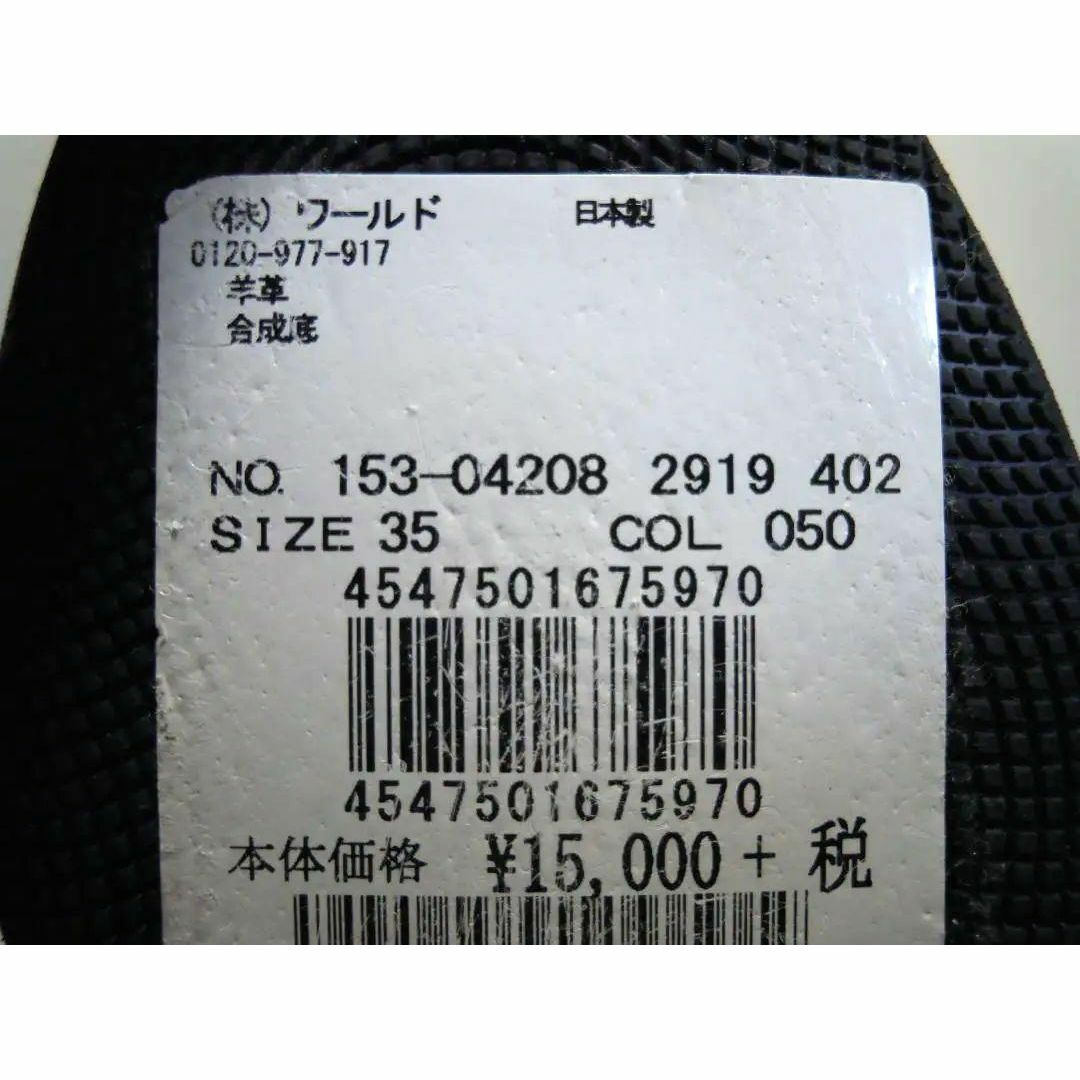 (株)ワールド 日本製
0120-977-917
羊革
合成底
NO. 153-04208 2919 402
SIZE 35 COL 050
4547501675970
4547501675970
本体価格 ¥15,000 + 税